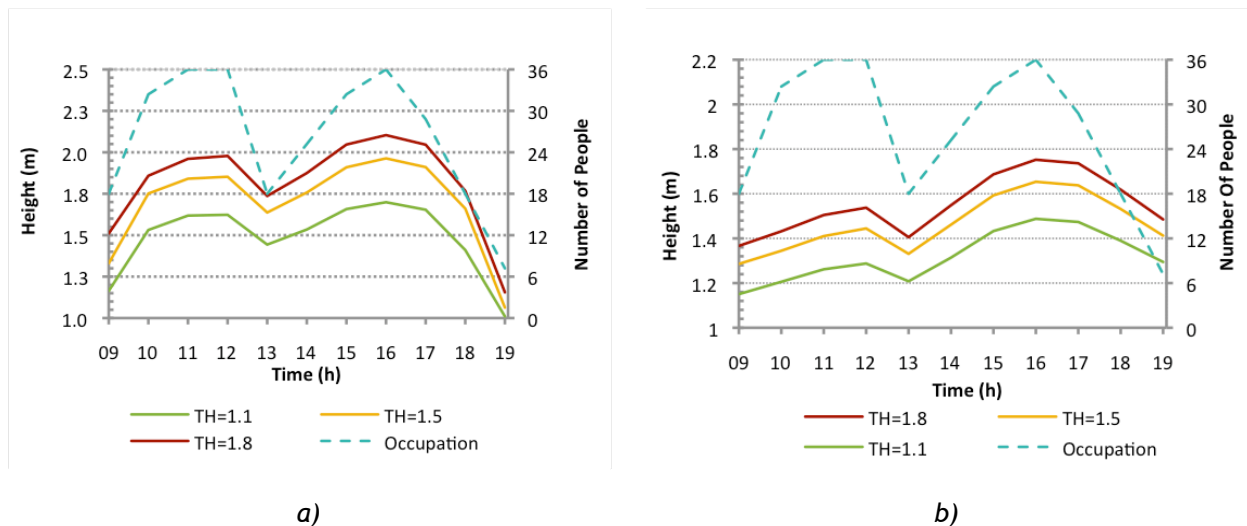 2.5
2.3
2.0
1.8
1.5
1.3
1.0
Height (m)
36
30
24
18
12
6
0
Number of People
09 10 11 12 13 14 15 16 17 18 19
Time (h)
TH=1.1 TH=1.5
TH=1.8 Occupation
a)
2.2
2
1.8
1.6
1.4
1.2
1
Height (m)
36
30
24
18
12
6
0
Number Of People
09 10 11 12 13 14 15 16 17 18 19
Time (h)
TH=1.8 TH=1.5
TH=1.1 Occupation
b)